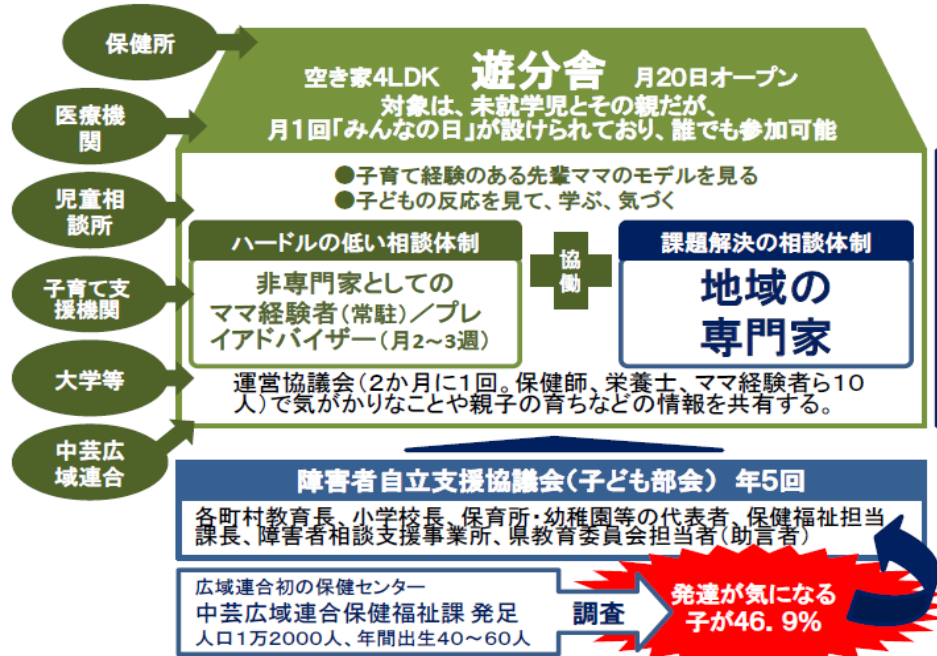 保健所
医療機
関
児童相
談所
子育て支
援機関
大学等
中芸広
域連合
空き家4LDK 遊分舎 月20日オープン
対象は、未就学児とその親だが、
月1回「みんなの日」が設けられており、誰でも参加可能
●子育て経験のある先輩ママのモデルを見る
●子どもの反応を見て、学ぶ、気づく
ハードルの低い相談体制
非専門家としての
ママ経験者（常駐）／プレ
イアドバイザー（月2～3週）
協
働
課題解決の相談体制
地域の
専門家
運営協議会（2か月に1回。保健師、栄養士、ママ経験者ら10
人）で気がかりなことや親子の育ちなどの情報を共有する。
障害者自立支援協議会（子ども部会） 年5回
各町村教育長、小学校長、保育所・幼稚園等の代表者、保健福祉担当
課長、障害者相談支援事業所、県教育委員会担当者（助言者）
広域連合初の保健センター
中芸広域連合保健福祉課 発足
人口1万2000人、年間出生40～60人
調査
発達が気になる
子が46．9％